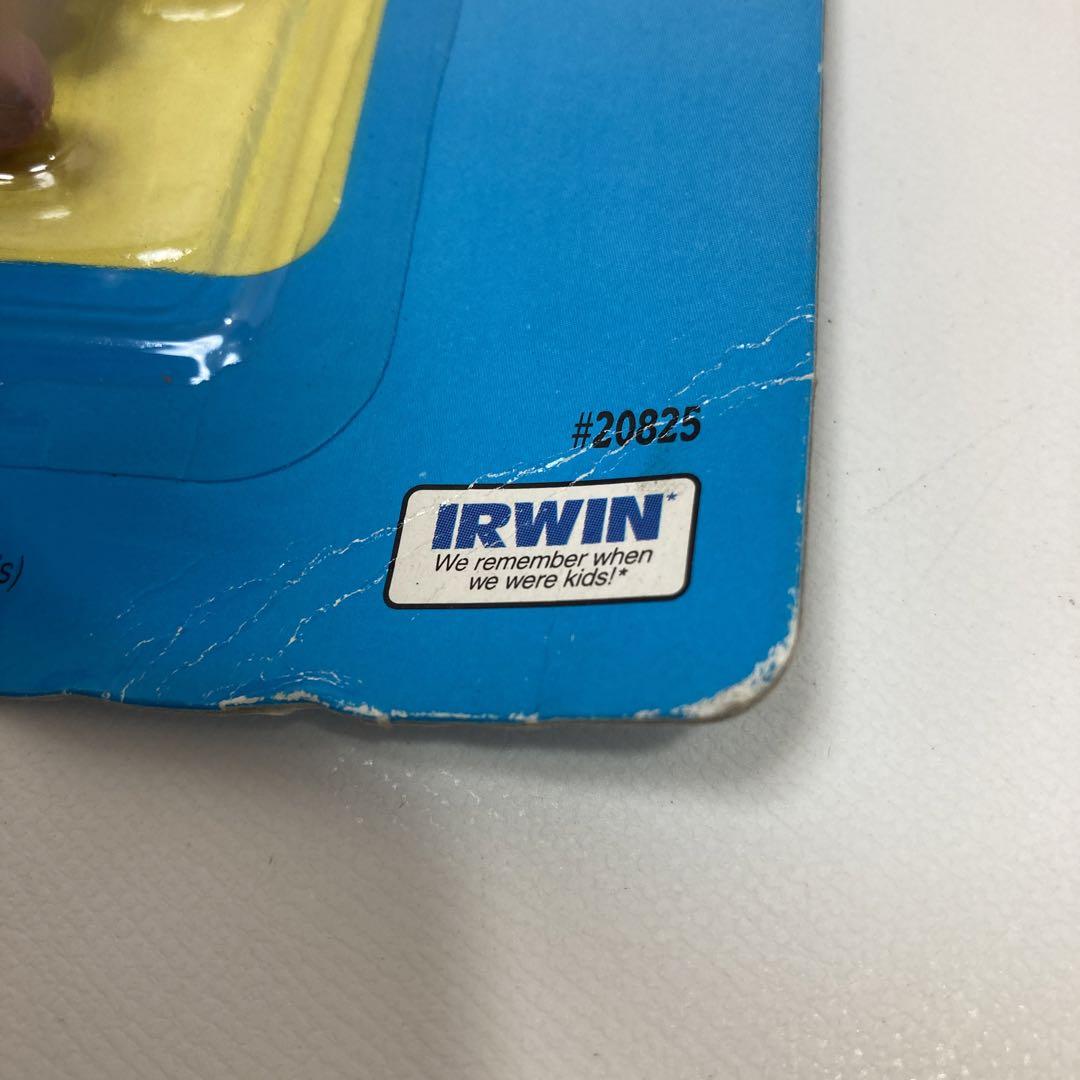 #20825
IRWIN*
We remember when
we were kids!*
s)